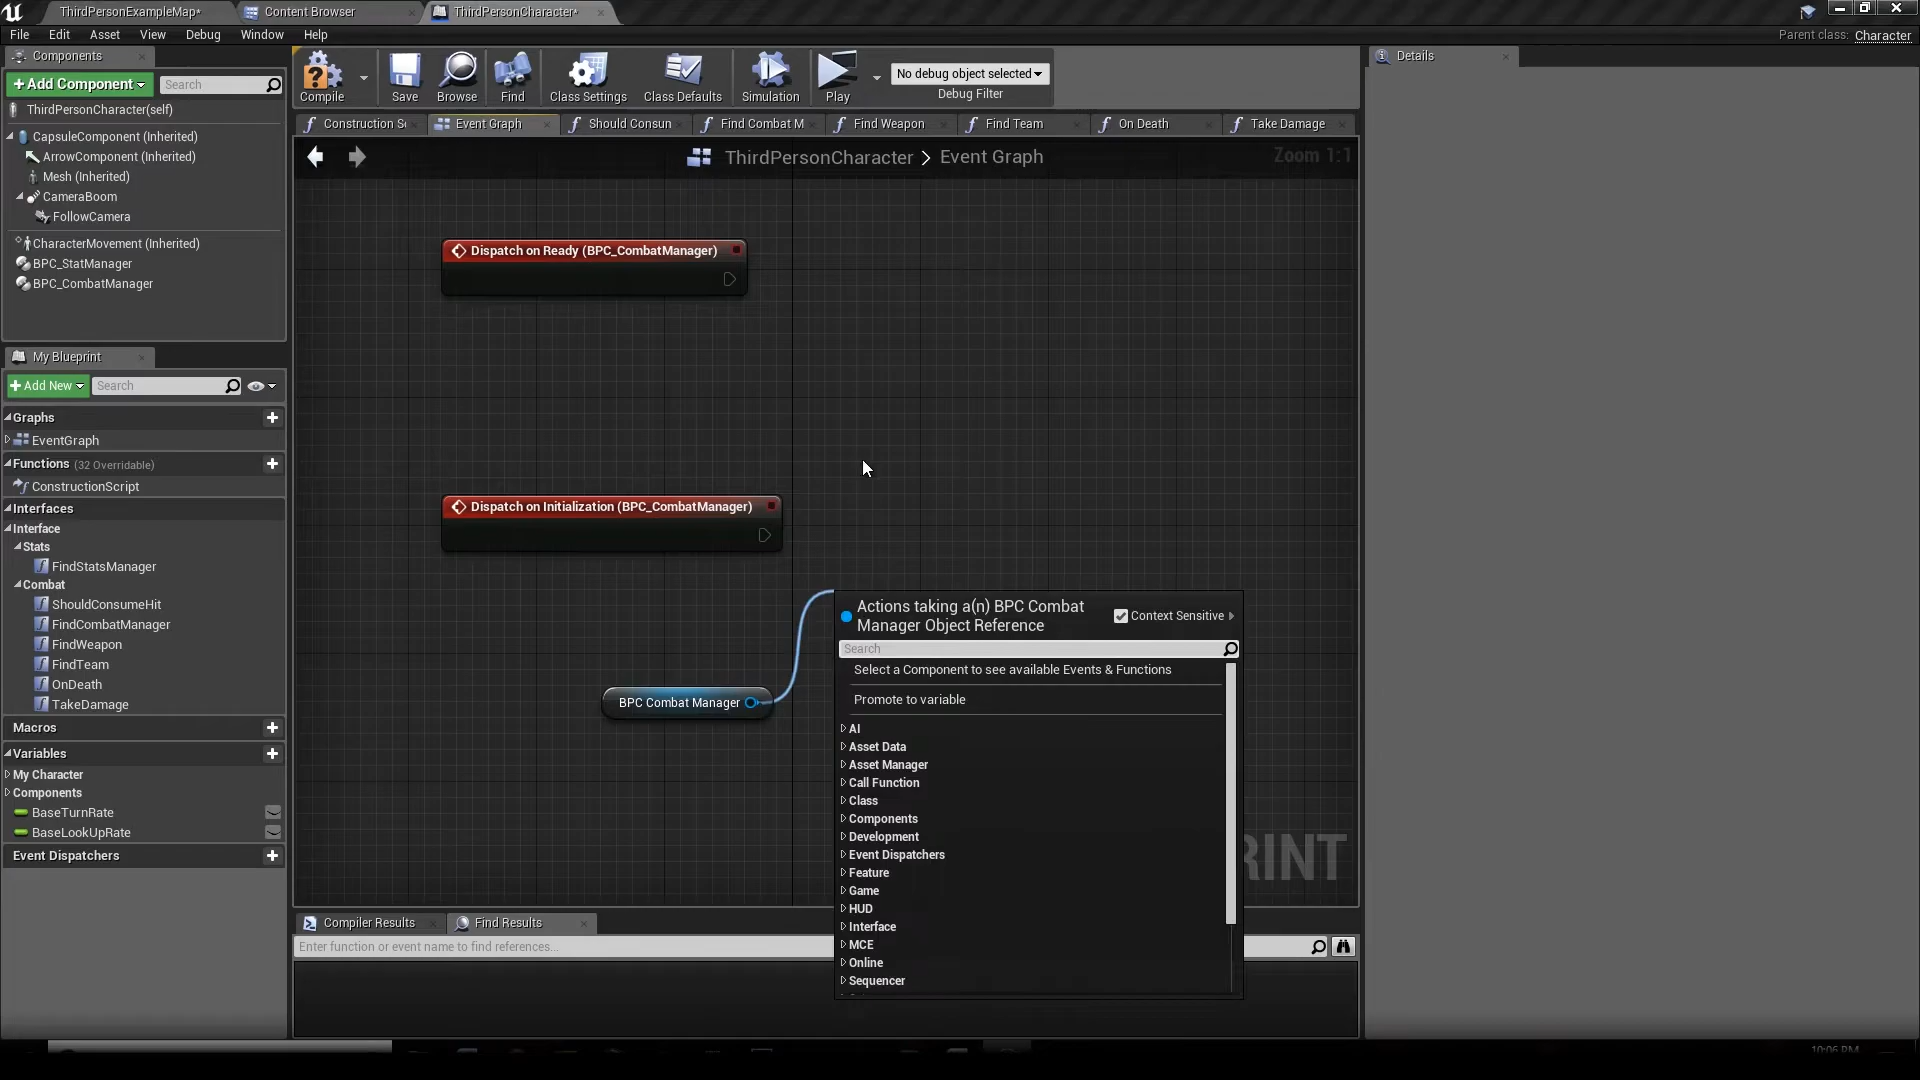 ThirdPersonExampleMap*
Content Browser
ThirdPersonCharacter*
File Edit Asset View Debug Window Help
Parent class: Character
Components
+ Add Component
Search
ThirdPersonCharacter(self)
CapsuleComponent (Inherited)
ArrowComponent (Inherited)
Mesh (Inherited)
CameraBoom
FollowCamera
CharacterMovement (Inherited)
BPC_StatManager
BPC_CombatManager
Compile
Save
Browse
Find
Class Settings
Class Defaults
Simulation
Play
No debug object selected
Debug Filter
Details
Construction Sc
Event Graph
Should Consun
Find Combat M
Find Weapon
Find Team
On Death
Take Damage
ThirdPersonCharacter > Event Graph
Zoom 1:1
Dispatch on Ready (BPC_CombatManager)
Dispatch on Initialization (BPC_CombatManager)
BPC Combat Manager
Actions taking a(n) BPC Combat
Manager Object Reference
Context Sensitive
Search
Select a Component to see available Events & Functions
Promote to variable
AI
Asset Data
Asset Manager
Call Function
Class
Components
Development
Event Dispatchers
Feature
Game
HUD
Interface
MCE
Online
Sequencer
RINT
My Blueprint
+ Add New
Search
Graphs
EventGraph
Functions (32 Overridable)
ConstructionScript
Interfaces
Interface
Stats
FindStatsManager
Combat
ShouldConsumeHit
FindCombatManager
FindWeapon
FindTeam
OnDeath
TakeDamage
Macros
Variables
My Character
Components
BaseTurnRate
BaseLookUpRate
Event Dispatchers
Compiler Results
Find Results
Enter function or event name to find references...
10:06 PM